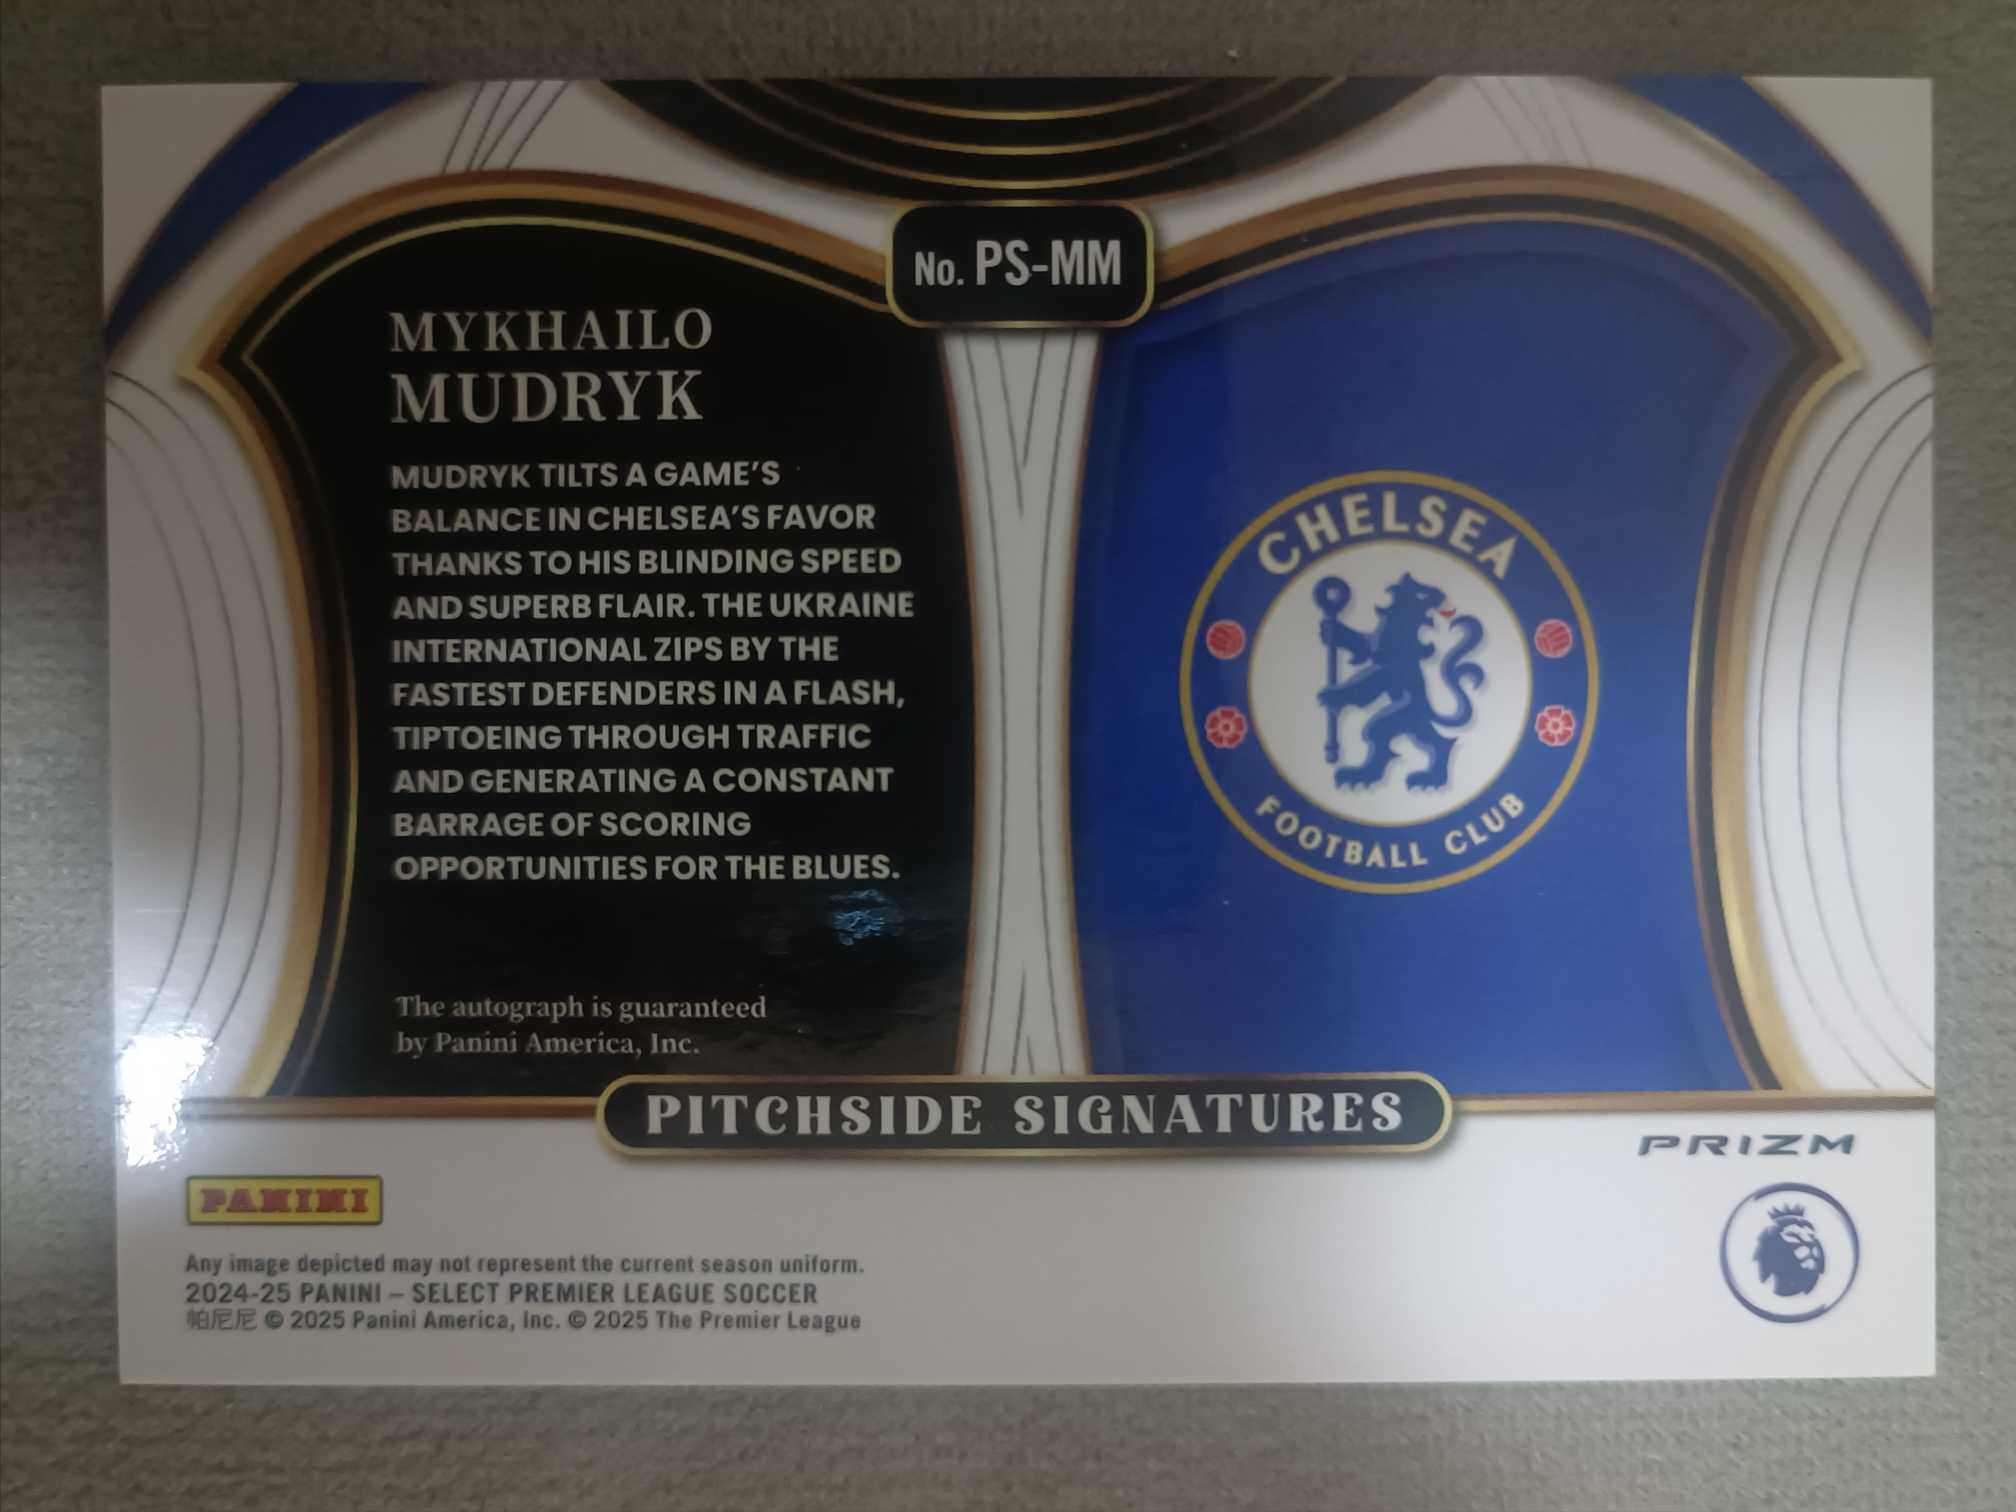 No. PS-MM
MYKHAILO
MUDRYK
MUDRYK TILTS A GAME'S
BALANCE IN CHELSEA'S FAVOR
THANKS TO HIS BLINDING SPEED
AND SUPERB FLAIR. THE UKRAINE
INTERNATIONAL ZIPS BY THE
FASTEST DEFENDERS IN A FLASH,
TIPTOEING THROUGH TRAFFIC
AND GENERATING A CONSTANT
BARRAGE OF SCORING
OPPORTUNITIES FOR THE BLUES.
The autograph is guaranteed
by Panini America, Inc.
CHELSEA
FOOTBALL CLUB
PITCHSIDE SIGNATURES
PRIZM
PANINI
Any image depicted may not represent the current season uniform.
2024-25 PANINI – SELECT PREMIER LEAGUE SOCCER
帕尼尼 © 2025 Panini America, Inc. © 2025 The Premier League